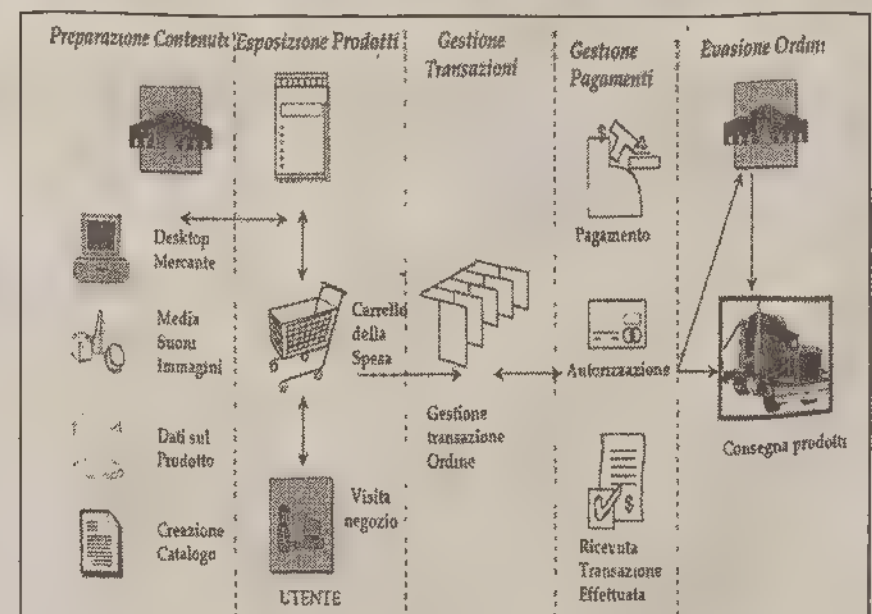 Preparazione Contenuti
Esposizione Prodotti
Gestione
Transazioni
Gestione
Pagamenti
Evasione Ordini
Desktop
Mercante
Media
Suoni
Immagini
Dati sul
Prodotto
Creazione
Catalogo
Carrello
della
Spesa
Visita
negozio
UTENTE
Gestione
transazione
Ordine
$
Pagamento
Autorizzazione
$
Ricevuta
Transazione
Effettuata
Consegna prodotti